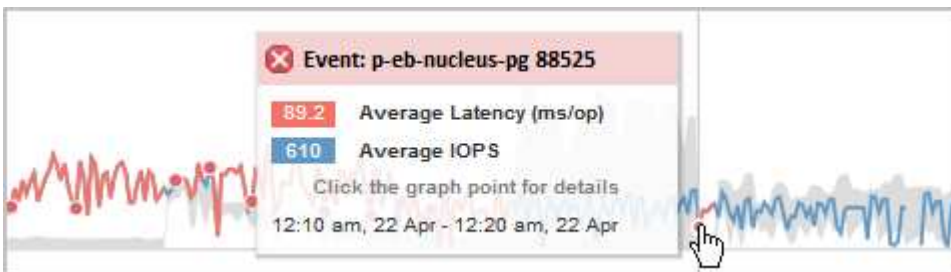 Event: p-eb-nucleus-pg 88525
89.2 Average Latency (ms/op)
610 Average IOPS
Click the graph point for details
12:10 am, 22 Apr - 12:20 am, 22 Apr